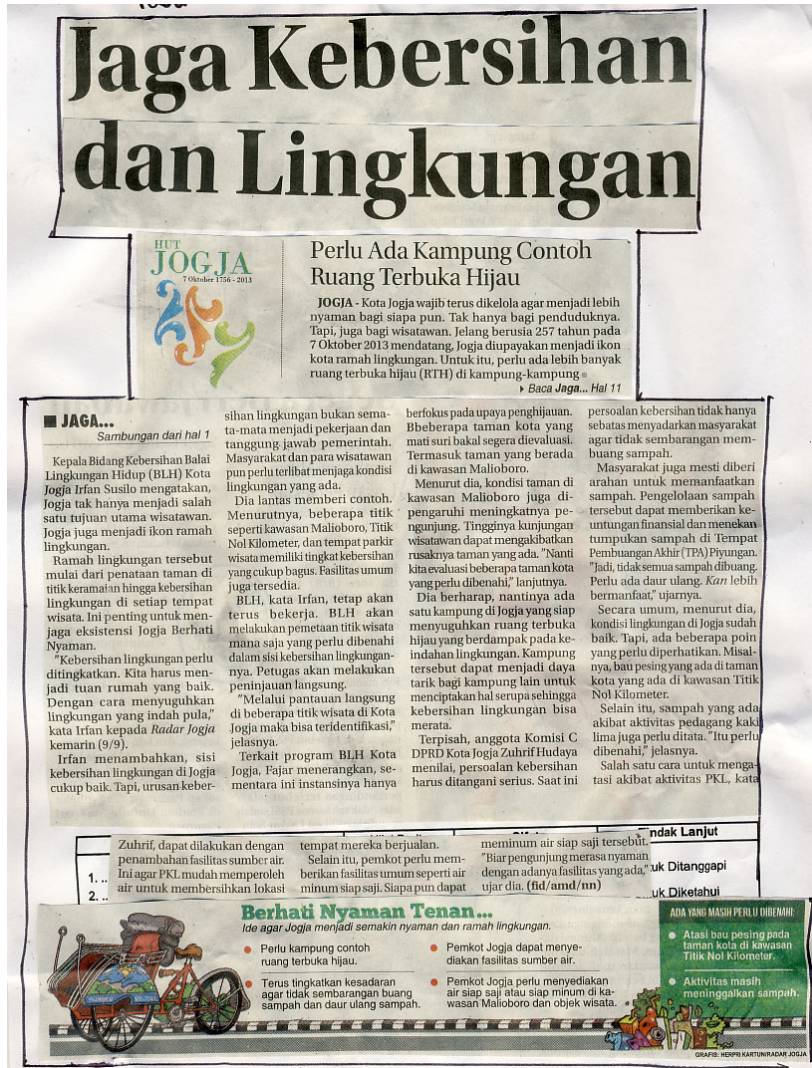 Jaga Kebersihan
dan Lingkungan
HUT
JOGJA
7 Oktober 1756 - 2013
Perlu Ada Kampung Contoh
Ruang Terbuka Hijau
JOGJA - Kota Jogja wajib terus dikelola agar menjadi lebih
nyaman bagi siapa pun. Tak hanya bagi penduduknya.
Tapi, juga bagi wisatawan. Jelang berusia 257 tahun pada
7 Oktober 2013 mendatang, Jogja diupayakan menjadi ikon
kota ramah lingkungan. Untuk itu, perlu ada lebih banyak
ruang terbuka hijau (RTH) di kampung-kampung
Baca Jaga... Hal 11
JAGA...
Sambungan dari hal 1
Kepala Bidang Kebersihan Balai
Lingkungan Hidup (BLH) Kota
Jogja Irfan Susilo mengatakan,
Jogja tak hanya menjadi salah
satu tujuan utama wisatawan.
Jogja juga menjadi ikon ramah
lingkungan.
Ramah lingkungan tersebut
mulai dari penataan taman di
titik keramaian hingga kebersihan
lingkungan di setiap tempat
wisata. Ini penting untuk men-
jaga eksistensi Jogja Berhati
Nyaman.
"Kebersihan lingkungan perlu
ditingkatkan. Kita harus men-
jadi tuan rumah yang baik.
Dengan cara menyuguhkan
lingkungan yang indah pula,"
kata Irfan kepada Radar Jogja
kemarin (9/9).
Irfan menambahkan, sisi
kebersihan lingkungan di Jogja
cukup baik. Tapi, urusan keber-
sihan lingkungan bukan sema-
ta-mata menjadi pekerjaan dan
tanggung jawab pemerintah.
Masyarakat dan para wisatawan
pun perlu terlibat menjaga kondisi
lingkungan yang ada.
Dia lantas memberi contoh.
Menurutnya, beberapa titik
seperti kawasan Malioboro, Titik
Nol Kilometer, dan tempat parkir
wisata memiliki tingkat kebersihan
yang cukup bagus. Fasilitas umum
juga tersedia.
BLH, kata Irfan, tetap akan
terus bekerja. BLH akan
melakukan pemetaan titik wisata
mana saja yang perlu dibenahi
dalam sisi kebersihan lingkungan-
nya. Petugas akan melakukan
peninjauan langsung.
"Melalui pantauan langsung
di beberapa titik wisata di Kota
Jogja maka bisa teridentifikasi,"
jelasnya.
Terkait program BLH Kota
Jogja, Fajar menerangkan, se-
mentara ini instansinya hanya
berfokus pada upaya penghijauan.
Bbeberapa taman kota yang
mati suri bakal segera dievaluasi.
Termasuk taman yang berada
di kawasan Malioboro.
Menurut dia, kondisi taman di
kawasan Malioboro juga di-
pengaruhi meningkatnya pe-
ngunjung. Tingginya kunjungan
wisatawan dapat mengakibatkan
rusaknya taman yang ada. "Nanti
kita evaluasi beberapa taman kota
yang perlu dibenahi," lanjutnya.
Dia berharap, nantinya ada
satu kampung di Jogja yang siap
menyuguhkan ruang terbuka
hijau yang berdampak pada ke-
indahan lingkungan. Kampung
tersebut dapat menjadi daya
tarik bagi kampung lain untuk
menciptakan hal serupa sehingga
kebersihan lingkungan bisa
merata.
Terpisah, anggota Komisi C
DPRD Kota Jogja Zuhrif Hudaya
menilai, persoalan kebersihan
harus ditangani serius. Saat ini
persoalan kebersihan tidak hanya
sebatas menyadarkan masyarakat
agar tidak sembarangan mem-
buang sampah.
Masyarakat juga mesti diberi
arahan untuk memanfaatkan
sampah. Pengelolaan sampah
tersebut dapat memberikan ke-
untungan finansial dan menekan
tumpukan sampah di Tempat
Pembuangan Akhir (TPA) Piyungan.
"Jadi, tidak semua sampah dibuang.
Perlu ada daur ulang. Kan lebih
bermanfaat," ujarnya.
Secara umum, menurut dia,
kondisi lingkungan di Jogja sudah
baik. Tapi, ada beberapa poin
yang perlu diperhatikan. Misal-
nya, bau pesing yang ada di taman
kota yang ada di kawasan Titik
Nol Kilometer.
Selain itu, sampah yang ada
akibat aktivitas pedagang kaki
lima juga perlu ditata. "Itu perlu
dibenahi," jelasnya.
Salah satu cara untuk menga-
tasi akibat aktivitas PKL, kata
Zuhrif, dapat dilakukan dengan
penambahan fasilitas sumber air.
Ini agar PKL mudah memperoleh
air untuk membersihkan lokasi
tempat mereka berjualan.
Selain itu, pemkot perlu mem-
berikan fasilitas umum seperti air
minum siap saji. Siapa pun dapat
meminum air siap saji tersebut.
"Biar pengunjung merasa nyaman
dengan adanya fasilitas yang ada,"
ujar dia. (fid/amd/nn)
ndak Lanjut
1. ..
uk Ditanggapi
2. ..
uk Diketahui
Berhati Nyaman Tenan...
Ide agar Jogja menjadi semakin nyaman dan ramah lingkungan.
Perlu kampung contoh
ruang terbuka hijau.
Terus tingkatkan kesadaran
agar tidak sembarangan buang
sampah dan daur ulang sampah.
Pemkot Jogja dapat menye-
diakan fasilitas sumber air.
Pemkot Jogja perlu menyediakan
air siap saji atau siap minum di ka-
wasan Malioboro dan objek wisata.
ADA YANG MASIH PERLU DIBENAHI:
Atasi bau pesing pada
taman kota di kawasan
Titik Nol Kilometer.
Aktivitas masih
meninggalkan sampah.
GRAFIS: HERPRI KARTUN/RADAR JOGJA